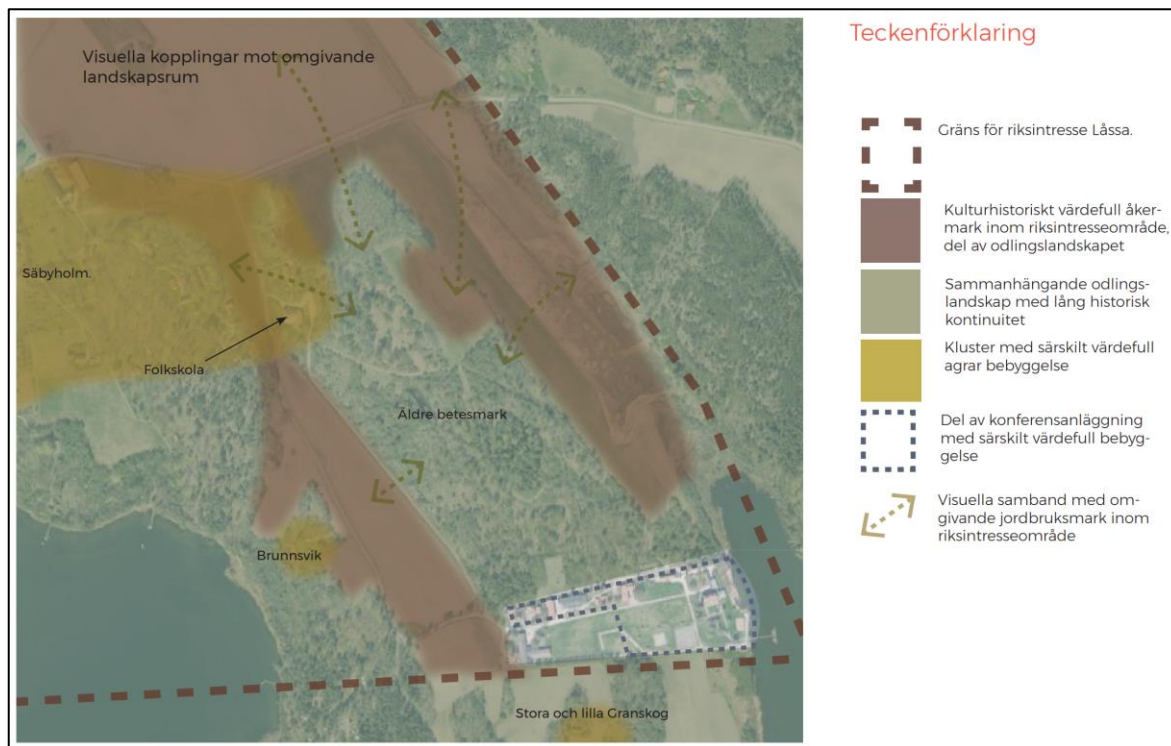 Visuella kopplingar mot omgivande
landskapsrum
Säbyholm.
Folkskola
Äldre betesmark
Brunnsvik
Stora och lilla Granskog
Teckenförklaring
Gräns för riksintresse Låssa.
Kulturhistoriskt värdefull åker-
mark inom riksintresseområde,
del av odlingslandskapet
Sammanhängande odlings-
landskap med lång historisk
kontinuitet
Kluster med särskilt värdefull
agrar bebyggelse
Del av konferensanläggning
med särskilt värdefull bebyg-
gelse
Visuella samband med om-
givande jordbruksmark inom
riksintresseområde